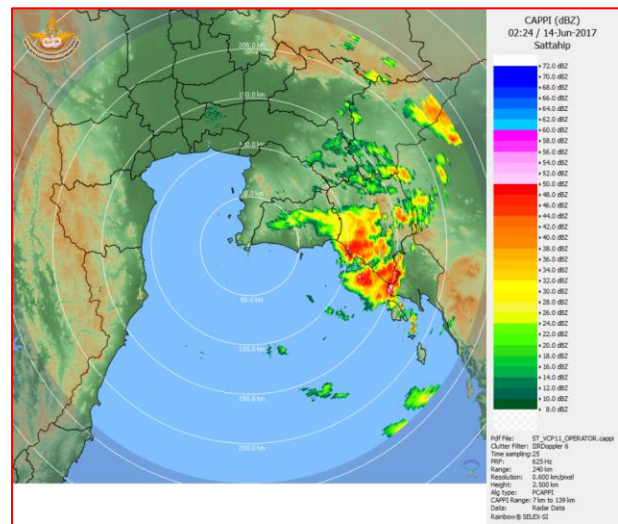 CAPPI (dBZ)
02:24 / 14-Jun-2017
Sattahip
72.0 dBZ
70.0 dBZ
68.0 dBZ
66.0 dBZ
64.0 dBZ
62.0 dBZ
60.0 dBZ
58.0 dBZ
56.0 dBZ
54.0 dBZ
52.0 dBZ
50.0 dBZ
48.0 dBZ
46.0 dBZ
44.0 dBZ
42.0 dBZ
40.0 dBZ
38.0 dBZ
36.0 dBZ
34.0 dBZ
32.0 dBZ
30.0 dBZ
28.0 dBZ
26.0 dBZ
24.0 dBZ
22.0 dBZ
20.0 dBZ
18.0 dBZ
16.0 dBZ
14.0 dBZ
12.0 dBZ
10.0 dBZ
8.0 dBZ
Pdf File: ST_VCP11_OPERATOR.cappi
Clutter Filter: IIRDoppler 6
Time sampling:25
PRF: 625 Hz
Range: 240 km
Resolution: 0.600 km/pixel
Height: 2.500 km
Alg type: PCAPPI
CAPPI Range: 7 km to 139 km
Data: Radar Data
Rainbow® SELEX-SI
200.0 km
150.0 km
50.0 km
100.0 km
150.0 km
200.0 km